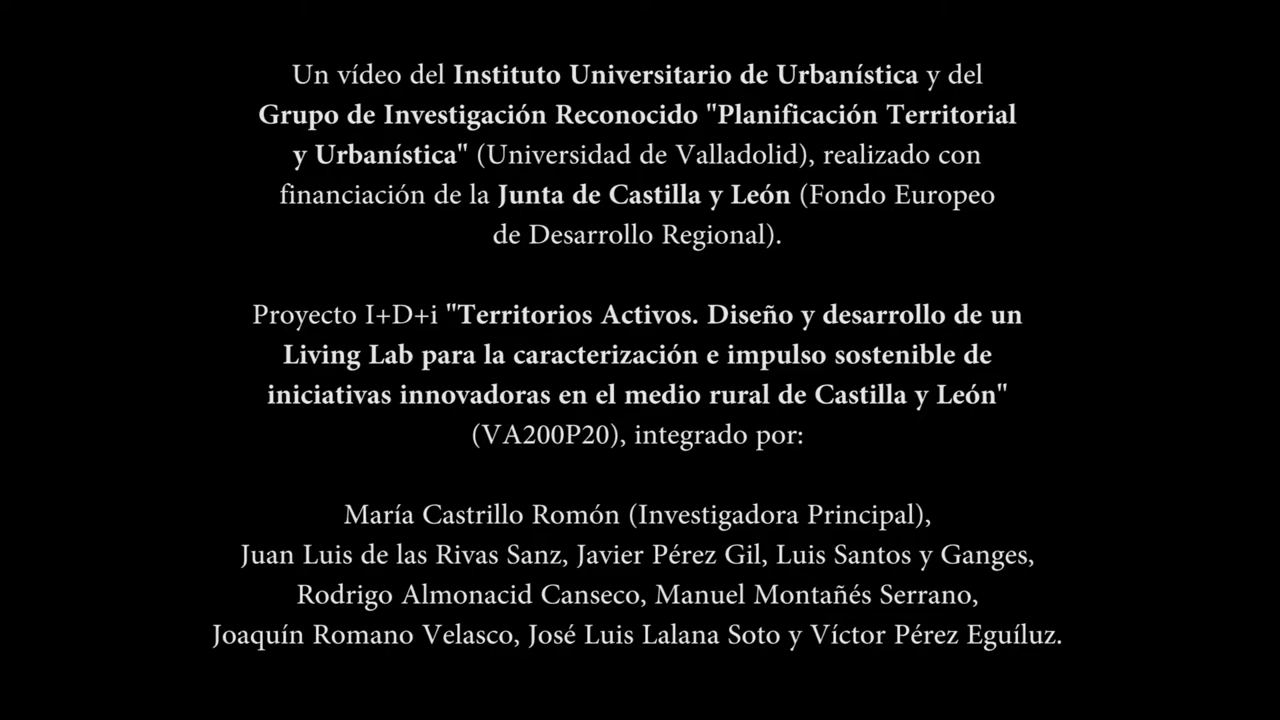 Un vídeo del Instituto Universitario de Urbanística y del
Grupo de Investigación Reconocido "Planificación Territorial
y Urbanística" (Universidad de Valladolid), realizado con
financiación de la Junta de Castilla y León (Fondo Europeo
de Desarrollo Regional).
Proyecto I+D+i "Territorios Activos. Diseño y desarrollo de un
Living Lab para la caracterización e impulso sostenible de
iniciativas innovadoras en el medio rural de Castilla y León"
(VA200P20), integrado por:
María Castrillo Romón (Investigadora Principal),
Juan Luis de las Rivas Sanz, Javier Pérez Gil, Luis Santos y Ganges,
Rodrigo Almonacid Canseco, Manuel Montañés Serrano,
Joaquín Romano Velasco, José Luis Lalana Soto y Víctor Pérez Eguíluz.